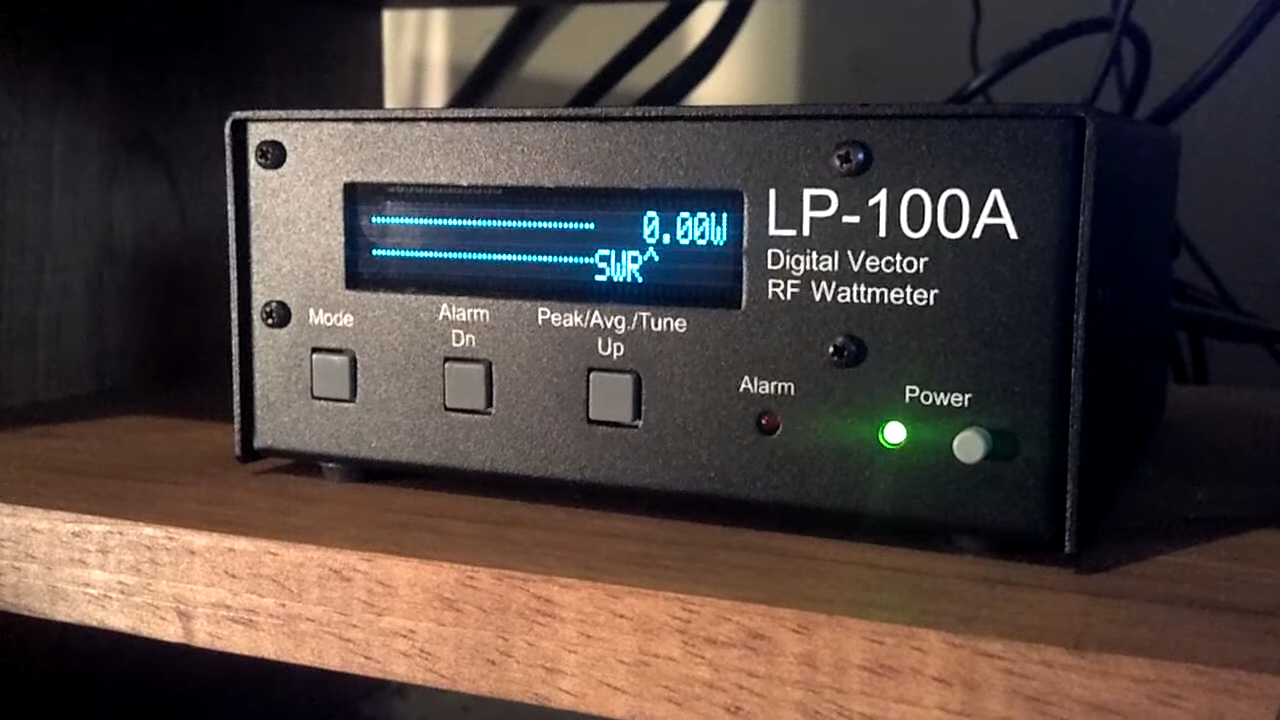 0.00W
SWR^
LP-100A
Digital Vector
RF Wattmeter
Mode
Alarm
Dn
Peak/Avg./Tune
Up
Alarm
Power